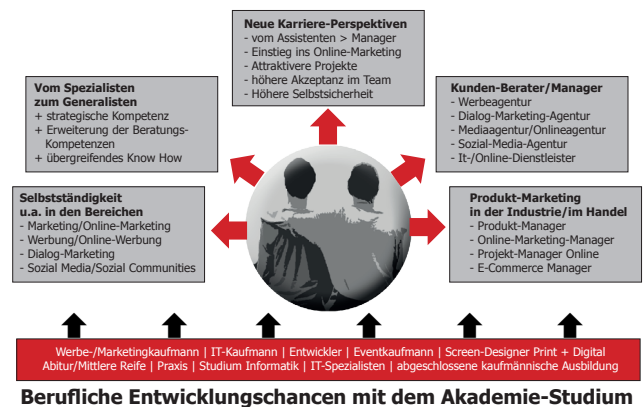 Neue Karriere-Perspektiven
- vom Assistenten > Manager
- Einstieg ins Online-Marketing
- Attraktivere Projekte
- höhere Akzeptanz im Team
- Höhere Selbstsicherheit
Vom Spezialisten
zum Generalisten
+ strategische Kompetenz
+ Erweiterung der Beratungs-
Kompetenzen
+ übergreifendes Know How
Kunden-Berater/Manager
- Werbeagentur
- Dialog-Marketing-Agentur
- Mediaagentur/Onlineagentur
- Sozial-Media-Agentur
- It-/Online-Dienstleister
Selbstständigkeit
u.a. in den Bereichen
- Marketing/Online-Marketing
- Werbung/Online-Werbung
- Dialog-Marketing
- Sozial Media/Sozial Communities
Produkt-Marketing
in der Industrie/im Handel
- Produkt-Manager
- Online-Marketing-Manager
- Projekt-Manager Online
- E-Commerce Manager
Werbe-/Marketingkaufmann | IT-Kaufmann | Entwickler | Eventkaufmann | Screen-Designer Print + Digital
Abitur/Mittlere Reife | Praxis | Studium Informatik | IT-Spezialisten | abgeschlossene kaufmännische Ausbildung
Berufliche Entwicklungschancen mit dem Akademie-Studium